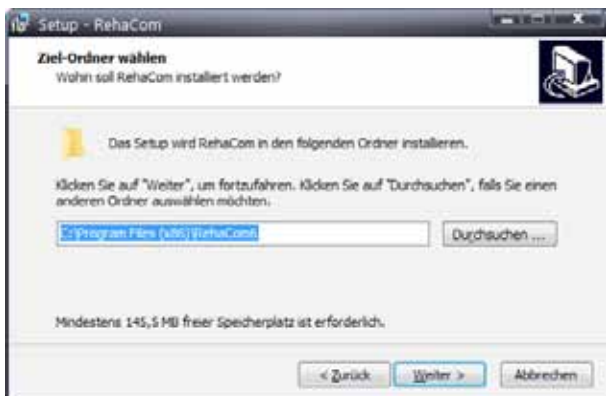 Setup - RehaCom
Ziel-Ordner wählen
Wohin soll RehaCom installiert werden?
Das Setup wird RehaCom in den folgenden Ordner installieren.
Klicken Sie auf "Weiter", um fortzufahren. Klicken Sie auf "Durchsuchen", falls Sie einen
anderen Ordner auswählen möchten.
C:\Program Files (x86)\RehaCom6
Durchsuchen ...
Mindestens 145,5 MB freier Speicherplatz ist erforderlich.
< Zurück Weiter > Abbrechen